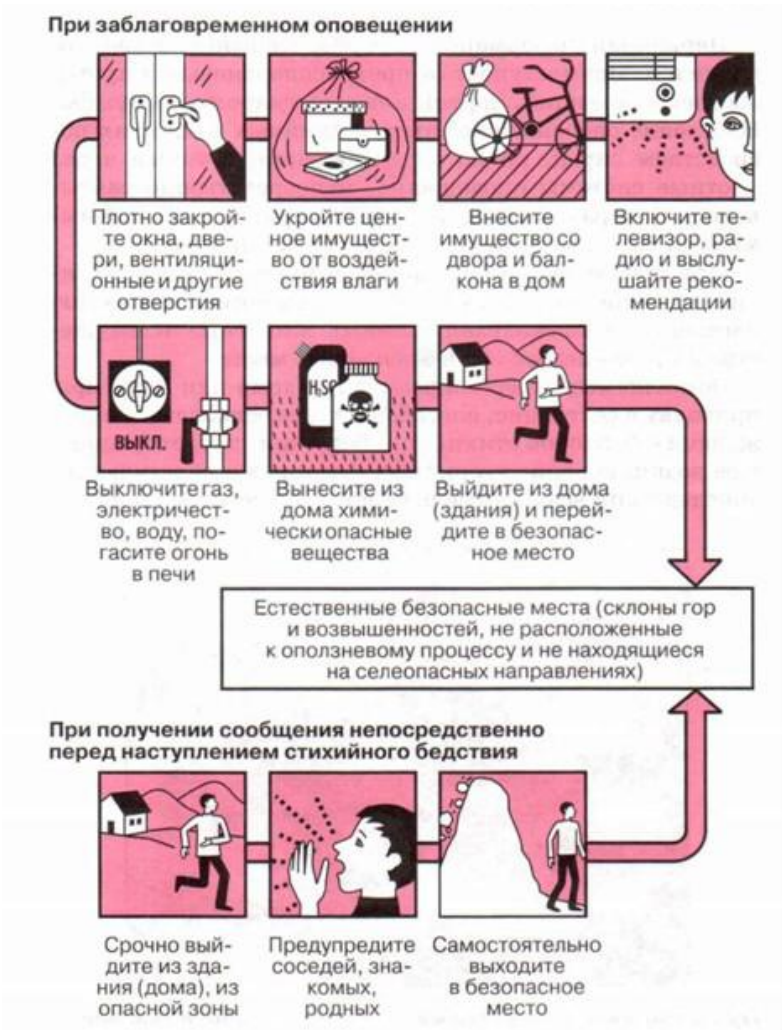 При заблаговременном оповещении
Плотно закрой-
те окна, две-
ри, вентиляци-
онные и другие
отверстия
Укройте цен-
ное имущест-
во от воздей-
ствия влаги
Внесите
имущество со
двора и бал-
кона в дом
Включите те-
левизор, ра-
дио и выслу-
шайте реко-
мендации
ВЫКЛ.
Выключите газ,
электричест-
во, воду, по-
гасите огонь
в печи
H₂SO
Вынесите из
дома хими-
чески опасные
вещества
Выйдите из дома
(здания) и перей-
дите в безопас-
ное место
Естественные безопасные места (склоны гор
и возвышенностей, не расположенные
к оползневому процессу и не находящиеся
на селеопасных направлениях)
При получении сообщения непосредственно
перед наступлением стихийного бедствия
Срочно вый-
дите из зда-
ния (дома), из
опасной зоны
Предупредите
соседей, зна-
комых,
родных
Самостоятельно
выходите
в безопасное
место